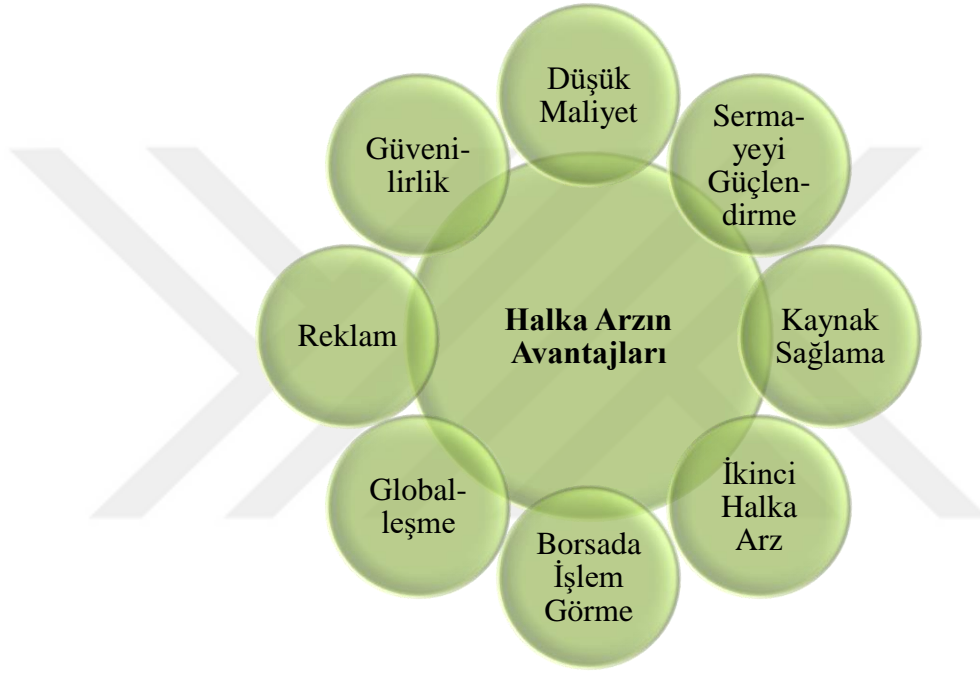 Halka Arzın
Avantajları
Düşük
Maliyet
Serma-
yeyi
Güçlen-
dirme
Kaynak
Sağlama
İkinci
Halka
Arz
Borsada
İşlem
Görme
Global-
leşme
Reklam
Güveni-
lirlik